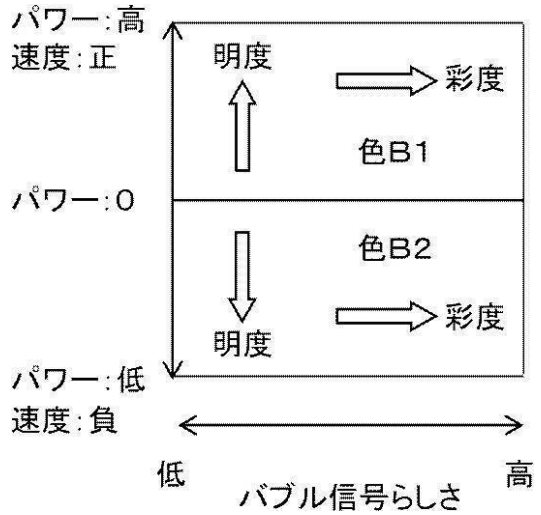 パワー:高
速度:正
明度
彩度
色B1
パワー:0
色B2
明度
彩度
パワー:低
速度:負
低
高
バブル信号らしさ